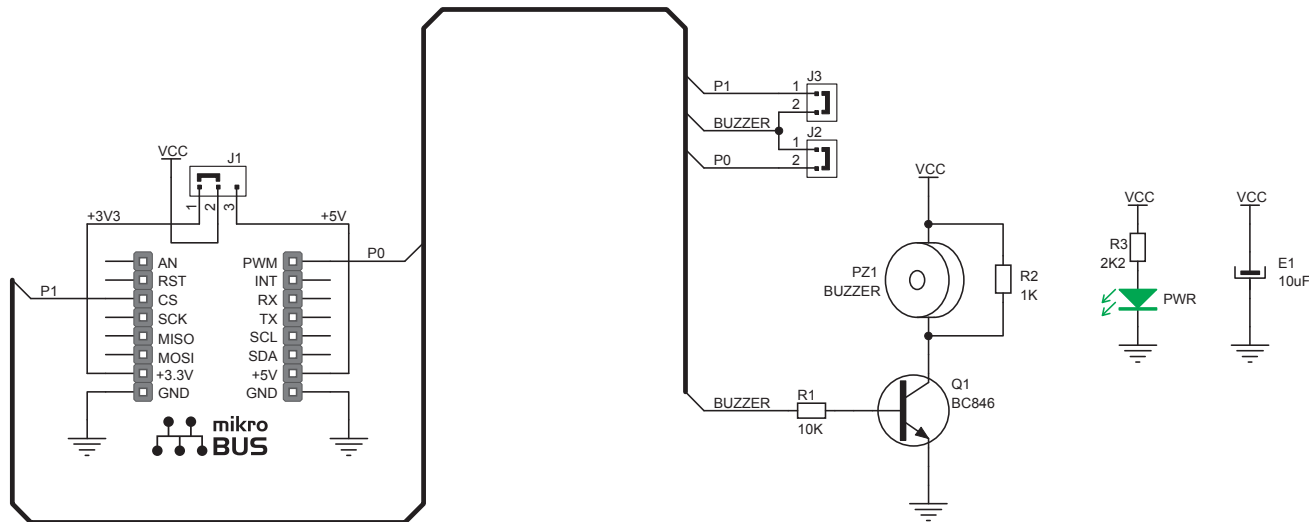 J3
P1 1
2
BUZZER
J2
1
P0 2
VCC J1
1 2 3
+3V3 +5V
AN PWM P0
RST INT
P1 CS RX
SCK TX
MISO SCL
MOSI SDA
+3.3V +5V
GND GND
mikro
BUS
VCC
PZ1
BUZZER
R2
1K
BUZZER R1
10K
Q1
BC846
VCC
R3
2K2
PWR
VCC
E1
10uF